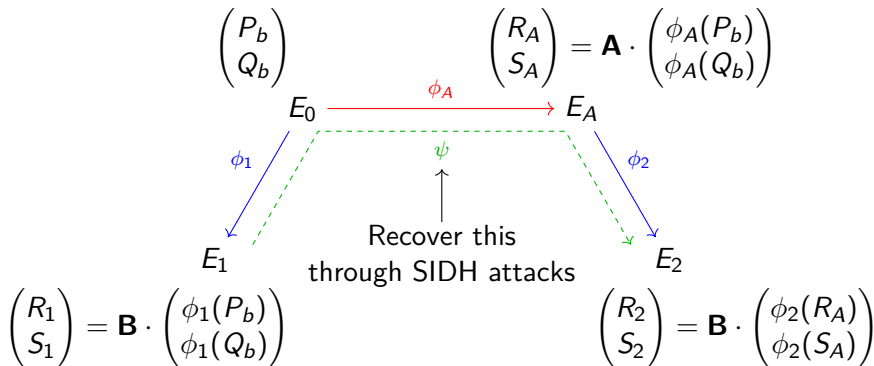 (P_b
Q_b)
(R_A
S_A) = A · (ϕ_A(P_b)
ϕ_A(Q_b))
ϕ_A
E_0
E_A
ϕ_1
ψ
ϕ_2
Recover this
through SIDH attacks
E_1
E_2
(R_1
S_1) = B · (ϕ_1(P_b)
ϕ_1(Q_b))
(R_2
S_2) = B · (ϕ_2(R_A)
ϕ_2(S_A))